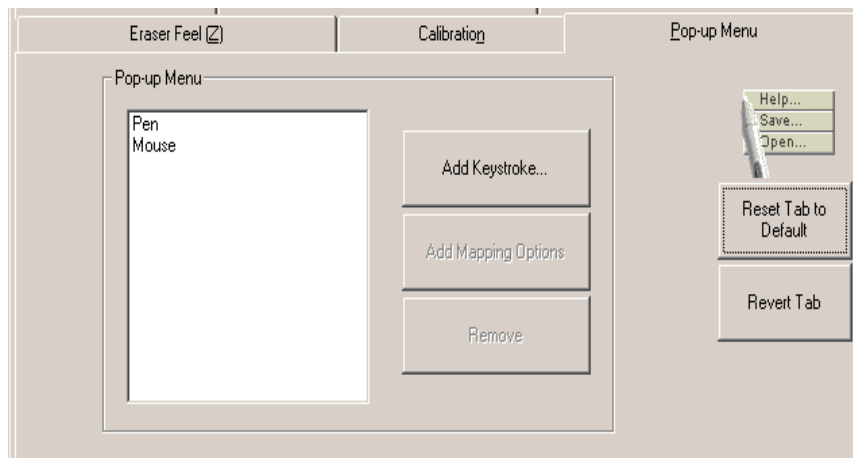 Eraser Feel (Z)
Calibration
Pop-up Menu
Pop-up Menu
Pen
Mouse
Add Keystroke...
Add Mapping Options
Remove
Help...
Save...
Open...
Reset Tab to
Default
Revert Tab